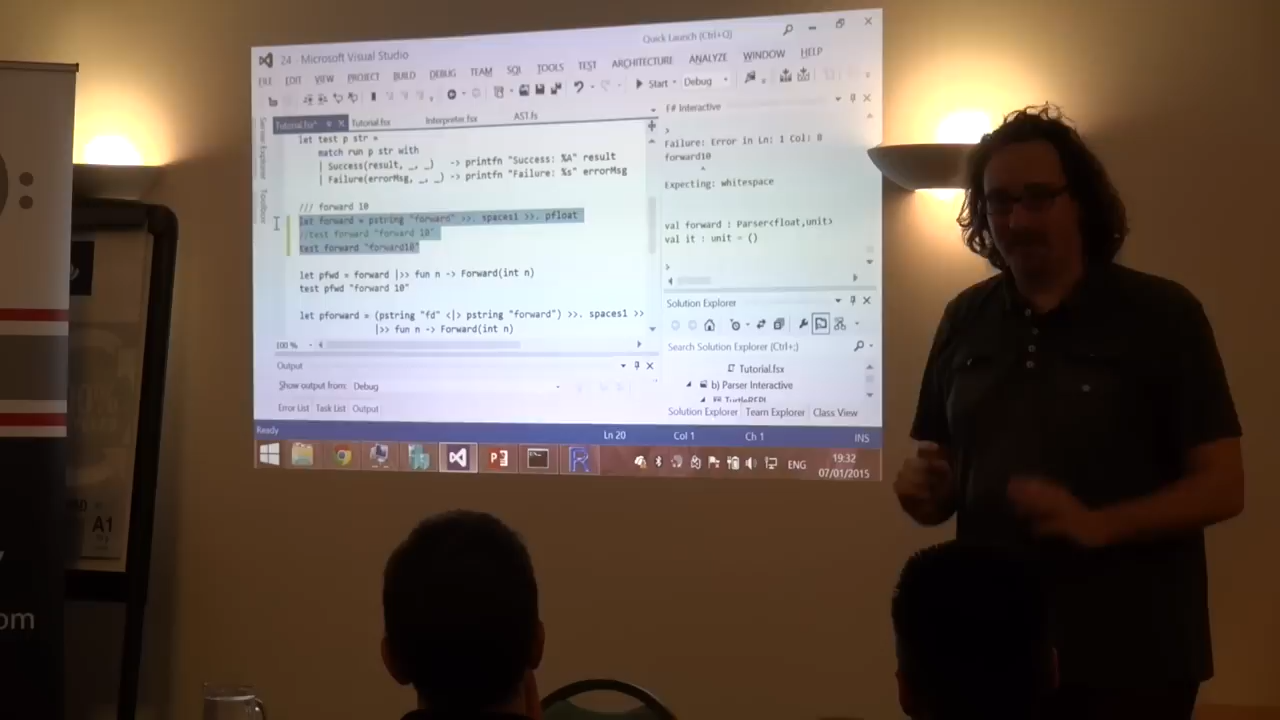 24 - Microsoft Visual Studio
Quick Launch (Ctrl+Q)
FILE EDIT VIEW PROJECT BUILD DEBUG TEAM SQL TOOLS TEST ARCHITECTURE ANALYZE WINDOW HELP
Start Debug
Server Explorer
Toolbox
Tutorial.fsx* Tutorial.fsx Interpreter.fsx AST.fs
let test p str =
match run p str with
| Success(result, _, _) -> printfn "Success: %A" result
| Failure(errorMsg, _, _) -> printfn "Failure: %s" errorMsg
/// forward 10
let forward = pstring "forward" >>. spaces1 >>. pfloat
//test forward "forward 10"
test forward "forward10"
let pfwd = forward |>> fun n -> Forward(int n)
test pfwd "forward 10"
let pforward = (pstring "fd" <|> pstring "forward") >>. spaces1 >>
|>> fun n -> Forward(int n)
100 %
F# Interactive
>
Failure: Error in Ln: 1 Col: 8
forward10
^
Expecting: whitespace
val forward : Parser<float,unit>
val it : unit = ()
>
Solution Explorer
Search Solution Explorer (Ctrl+;)
Tutorial.fsx
b) Parser Interactive
TurtleREPL
Solution Explorer Team Explorer Class View
Output
Show output from: Debug
Error List Task List Output
Ready
Ln 20 Col 1 Ch 1 INS
ENG
19:32
07/01/2015
A1
om